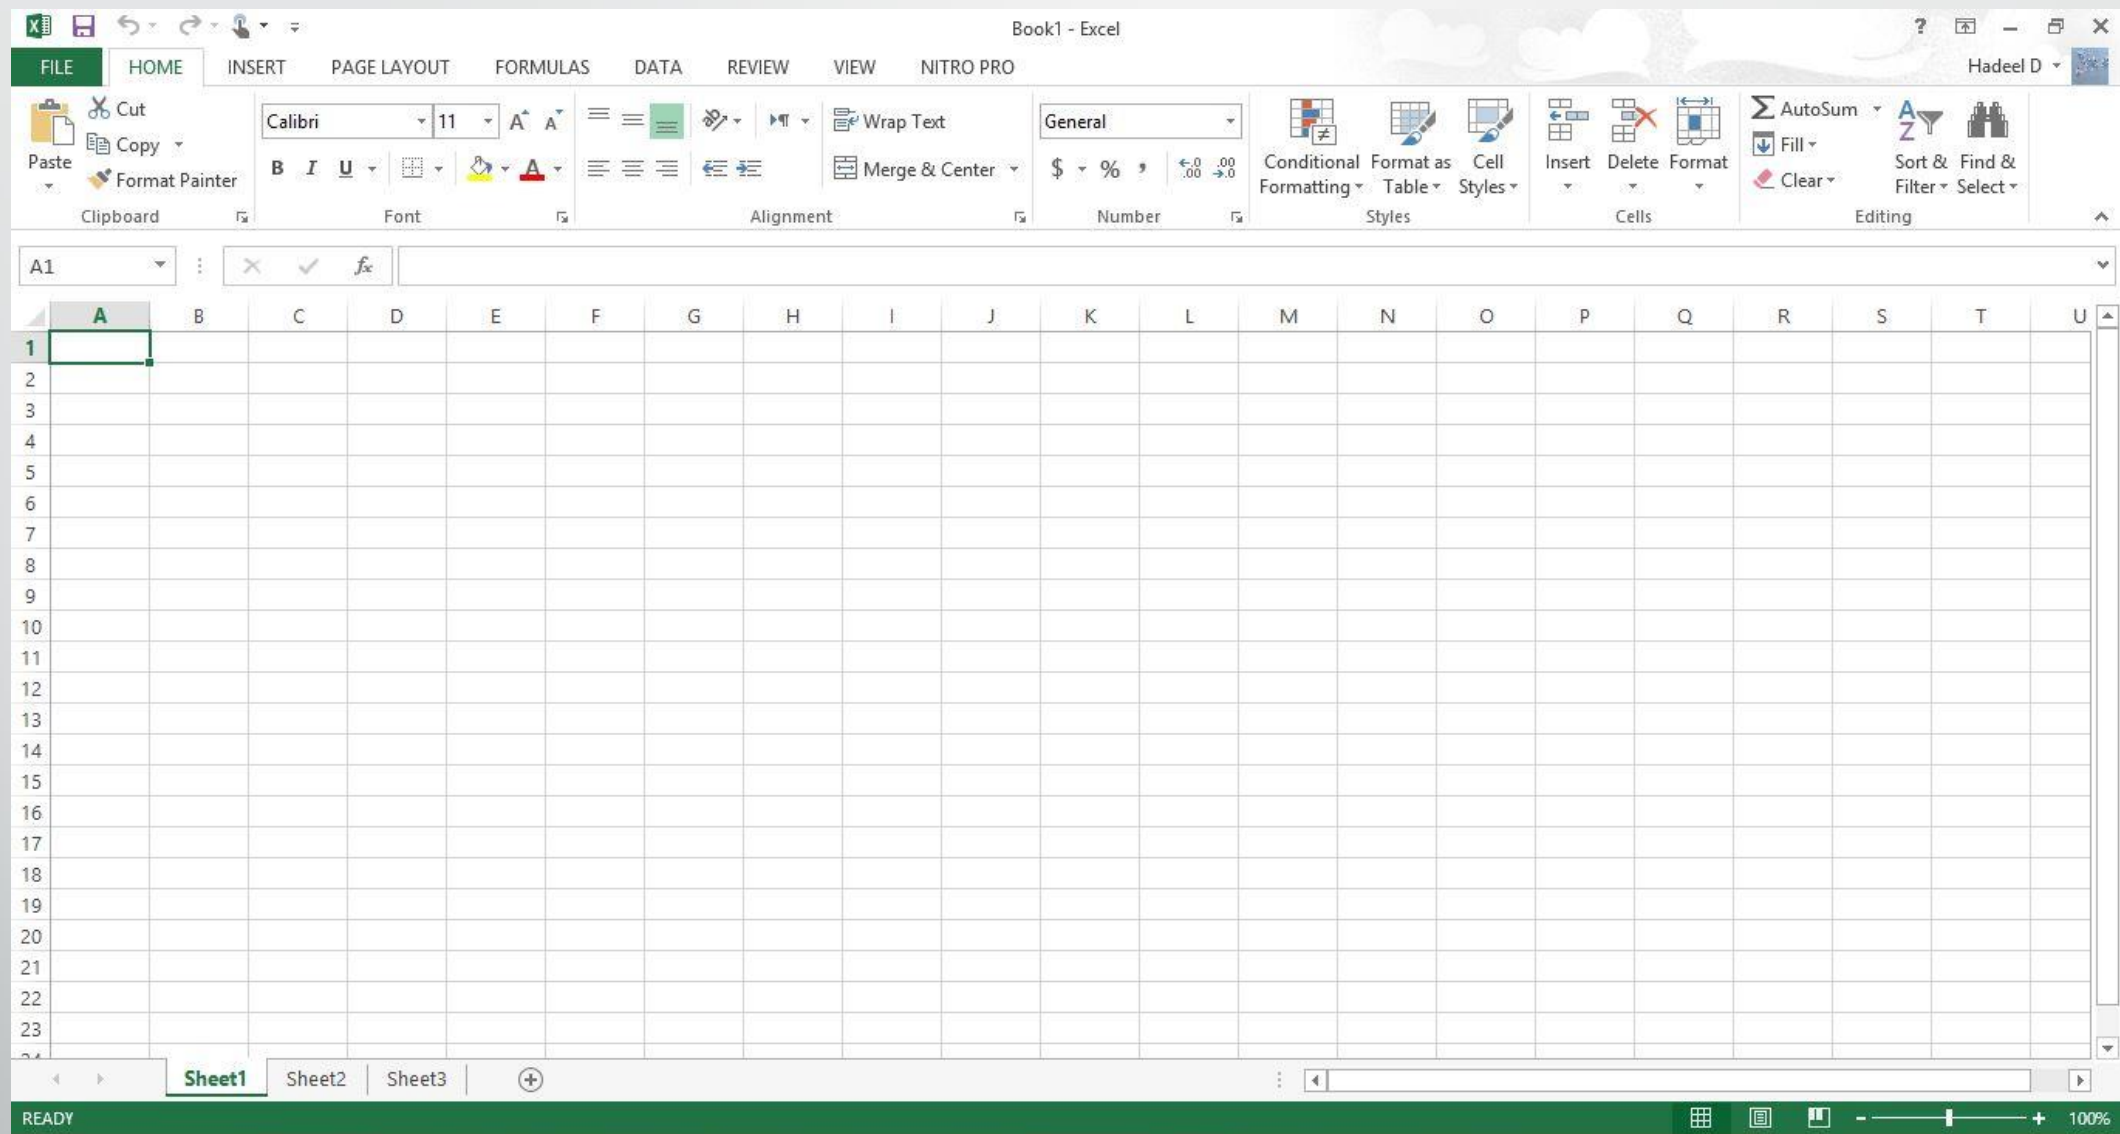 Book1 - Excel
?
FILE HOME INSERT PAGE LAYOUT FORMULAS DATA REVIEW VIEW NITRO PRO Hadeel D
Cut
Copy
Format Painter
Paste
Clipboard
Calibri 11
B I U
Font
Wrap Text
Merge & Center
Alignment
General
$ % ,
Number
Conditional Formatting
Format as Table
Cell Styles
Styles
Insert
Delete
Format
Cells
AutoSum
Fill
Clear
Sort & Filter
Find & Select
Editing
A1 fx
A B C D E F G H I J K L M N O P Q R S T U
1
2
3
4
5
6
7
8
9
10
11
12
13
14
15
16
17
18
19
20
21
22
23
Sheet1 Sheet2 Sheet3
READY 100%